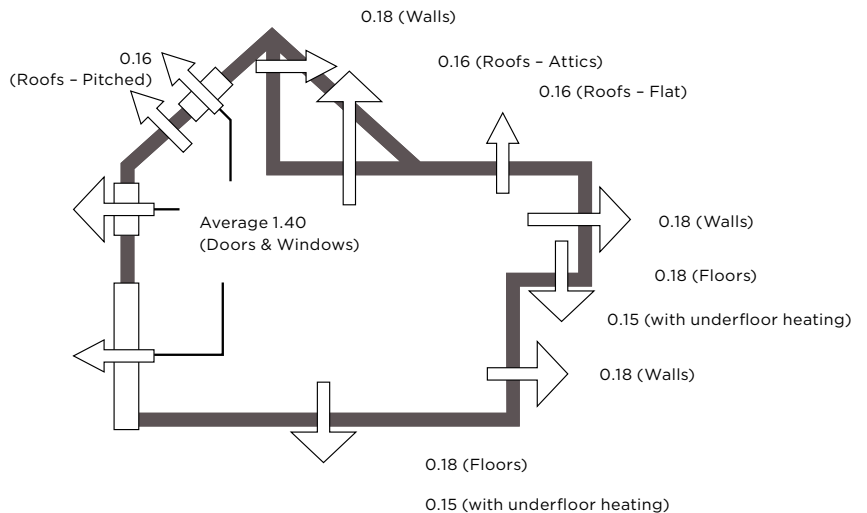 0.18 (Walls)
0.16
(Roofs – Pitched)
0.16 (Roofs – Attics)
0.16 (Roofs – Flat)
Average 1.40
(Doors & Windows)
0.18 (Walls)
0.18 (Floors)
0.15 (with underfloor heating)
0.18 (Walls)
0.18 (Floors)
0.15 (with underfloor heating)